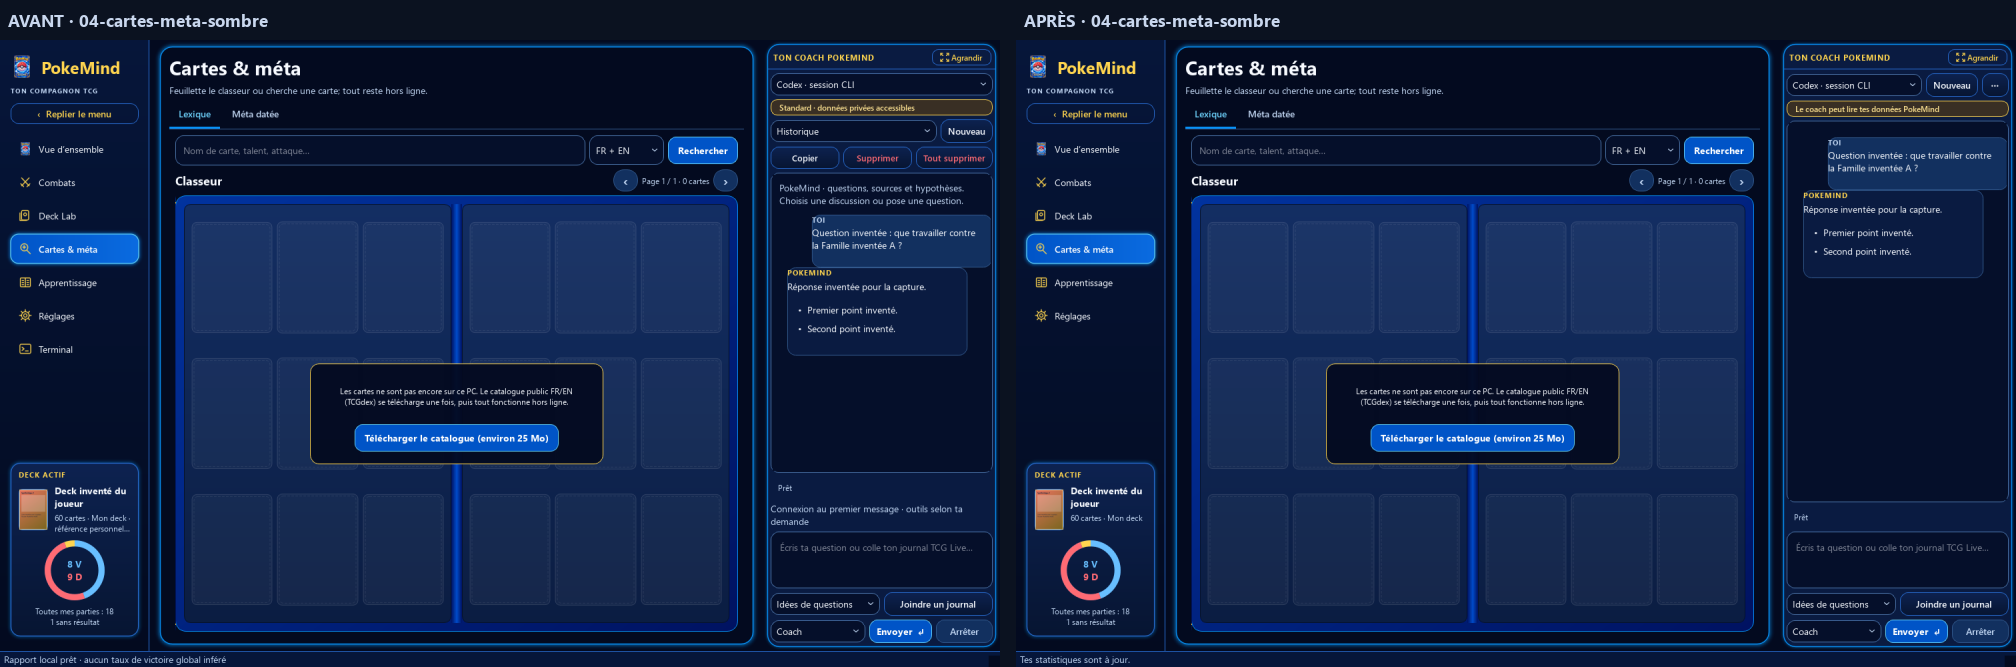 AVANT · 04-cartes-meta-sombre
PokeMind
TON COMPAGNON TCG
‹ Replier le menu
Vue d'ensemble
Combats
Deck Lab
Cartes & méta
Apprentissage
Réglages
Terminal
DECK ACTIF
Deck inventé du
joueur
60 cartes · Mon deck ·
référence personnel...
8 V
9 D
Toutes mes parties : 18
1 sans résultat
Cartes & méta
Feuillette le classeur ou cherche une carte; tout reste hors ligne.
Lexique
Méta datée
Nom de carte, talent, attaque...
FR + EN
Rechercher
Classeur
‹
Page 1 / 1 · 0 cartes
›
Les cartes ne sont pas encore sur ce PC. Le catalogue public FR/EN
(TCGdex) se télécharge une fois, puis tout fonctionne hors ligne.
Télécharger le catalogue (environ 25 Mo)
TON COACH POKEMIND
Agrandir
Codex · session CLI
Standard · données privées accessibles
Historique
Nouveau
Copier
Supprimer
Tout supprimer
PokeMind · questions, sources et hypothèses.
Choisis une discussion ou pose une question.
TOI
Question inventée : que travailler contre
la Famille inventée A ?
POKEMIND
Réponse inventée pour la capture.
• Premier point inventé.
• Second point inventé.
Prêt
Connexion au premier message · outils selon ta
demande
Écris ta question ou colle ton journal TCG Live...
Idées de questions
Joindre un journal
Coach
Envoyer ↲
Arrêter
Rapport local prêt · aucun taux de victoire global inféré
APRÈS · 04-cartes-meta-sombre
PokeMind
TON COMPAGNON TCG
‹ Replier le menu
Vue d'ensemble
Combats
Deck Lab
Cartes & méta
Apprentissage
Réglages
DECK ACTIF
Deck inventé du
joueur
60 cartes · Mon deck
8 V
9 D
Toutes mes parties : 18
1 sans résultat
Cartes & méta
Feuillette le classeur ou cherche une carte; tout reste hors ligne.
Lexique
Méta datée
Nom de carte, talent, attaque...
FR + EN
Rechercher
Classeur
‹
Page 1 / 1 · 0 cartes
›
Les cartes ne sont pas encore sur ce PC. Le catalogue public FR/EN
(TCGdex) se télécharge une fois, puis tout fonctionne hors ligne.
Télécharger le catalogue (environ 25 Mo)
TON COACH POKEMIND
Agrandir
Codex · session CLI
Nouveau
...
Le coach peut lire tes données PokeMind
TOI
Question inventée : que travailler contre
la Famille inventée A ?
POKEMIND
Réponse inventée pour la capture.
• Premier point inventé.
• Second point inventé.
Prêt
Écris ta question ou colle ton journal TCG Live...
Idées de questions
Joindre un journal
Coach
Envoyer ↲
Arrêter
Tes statistiques sont à jour.